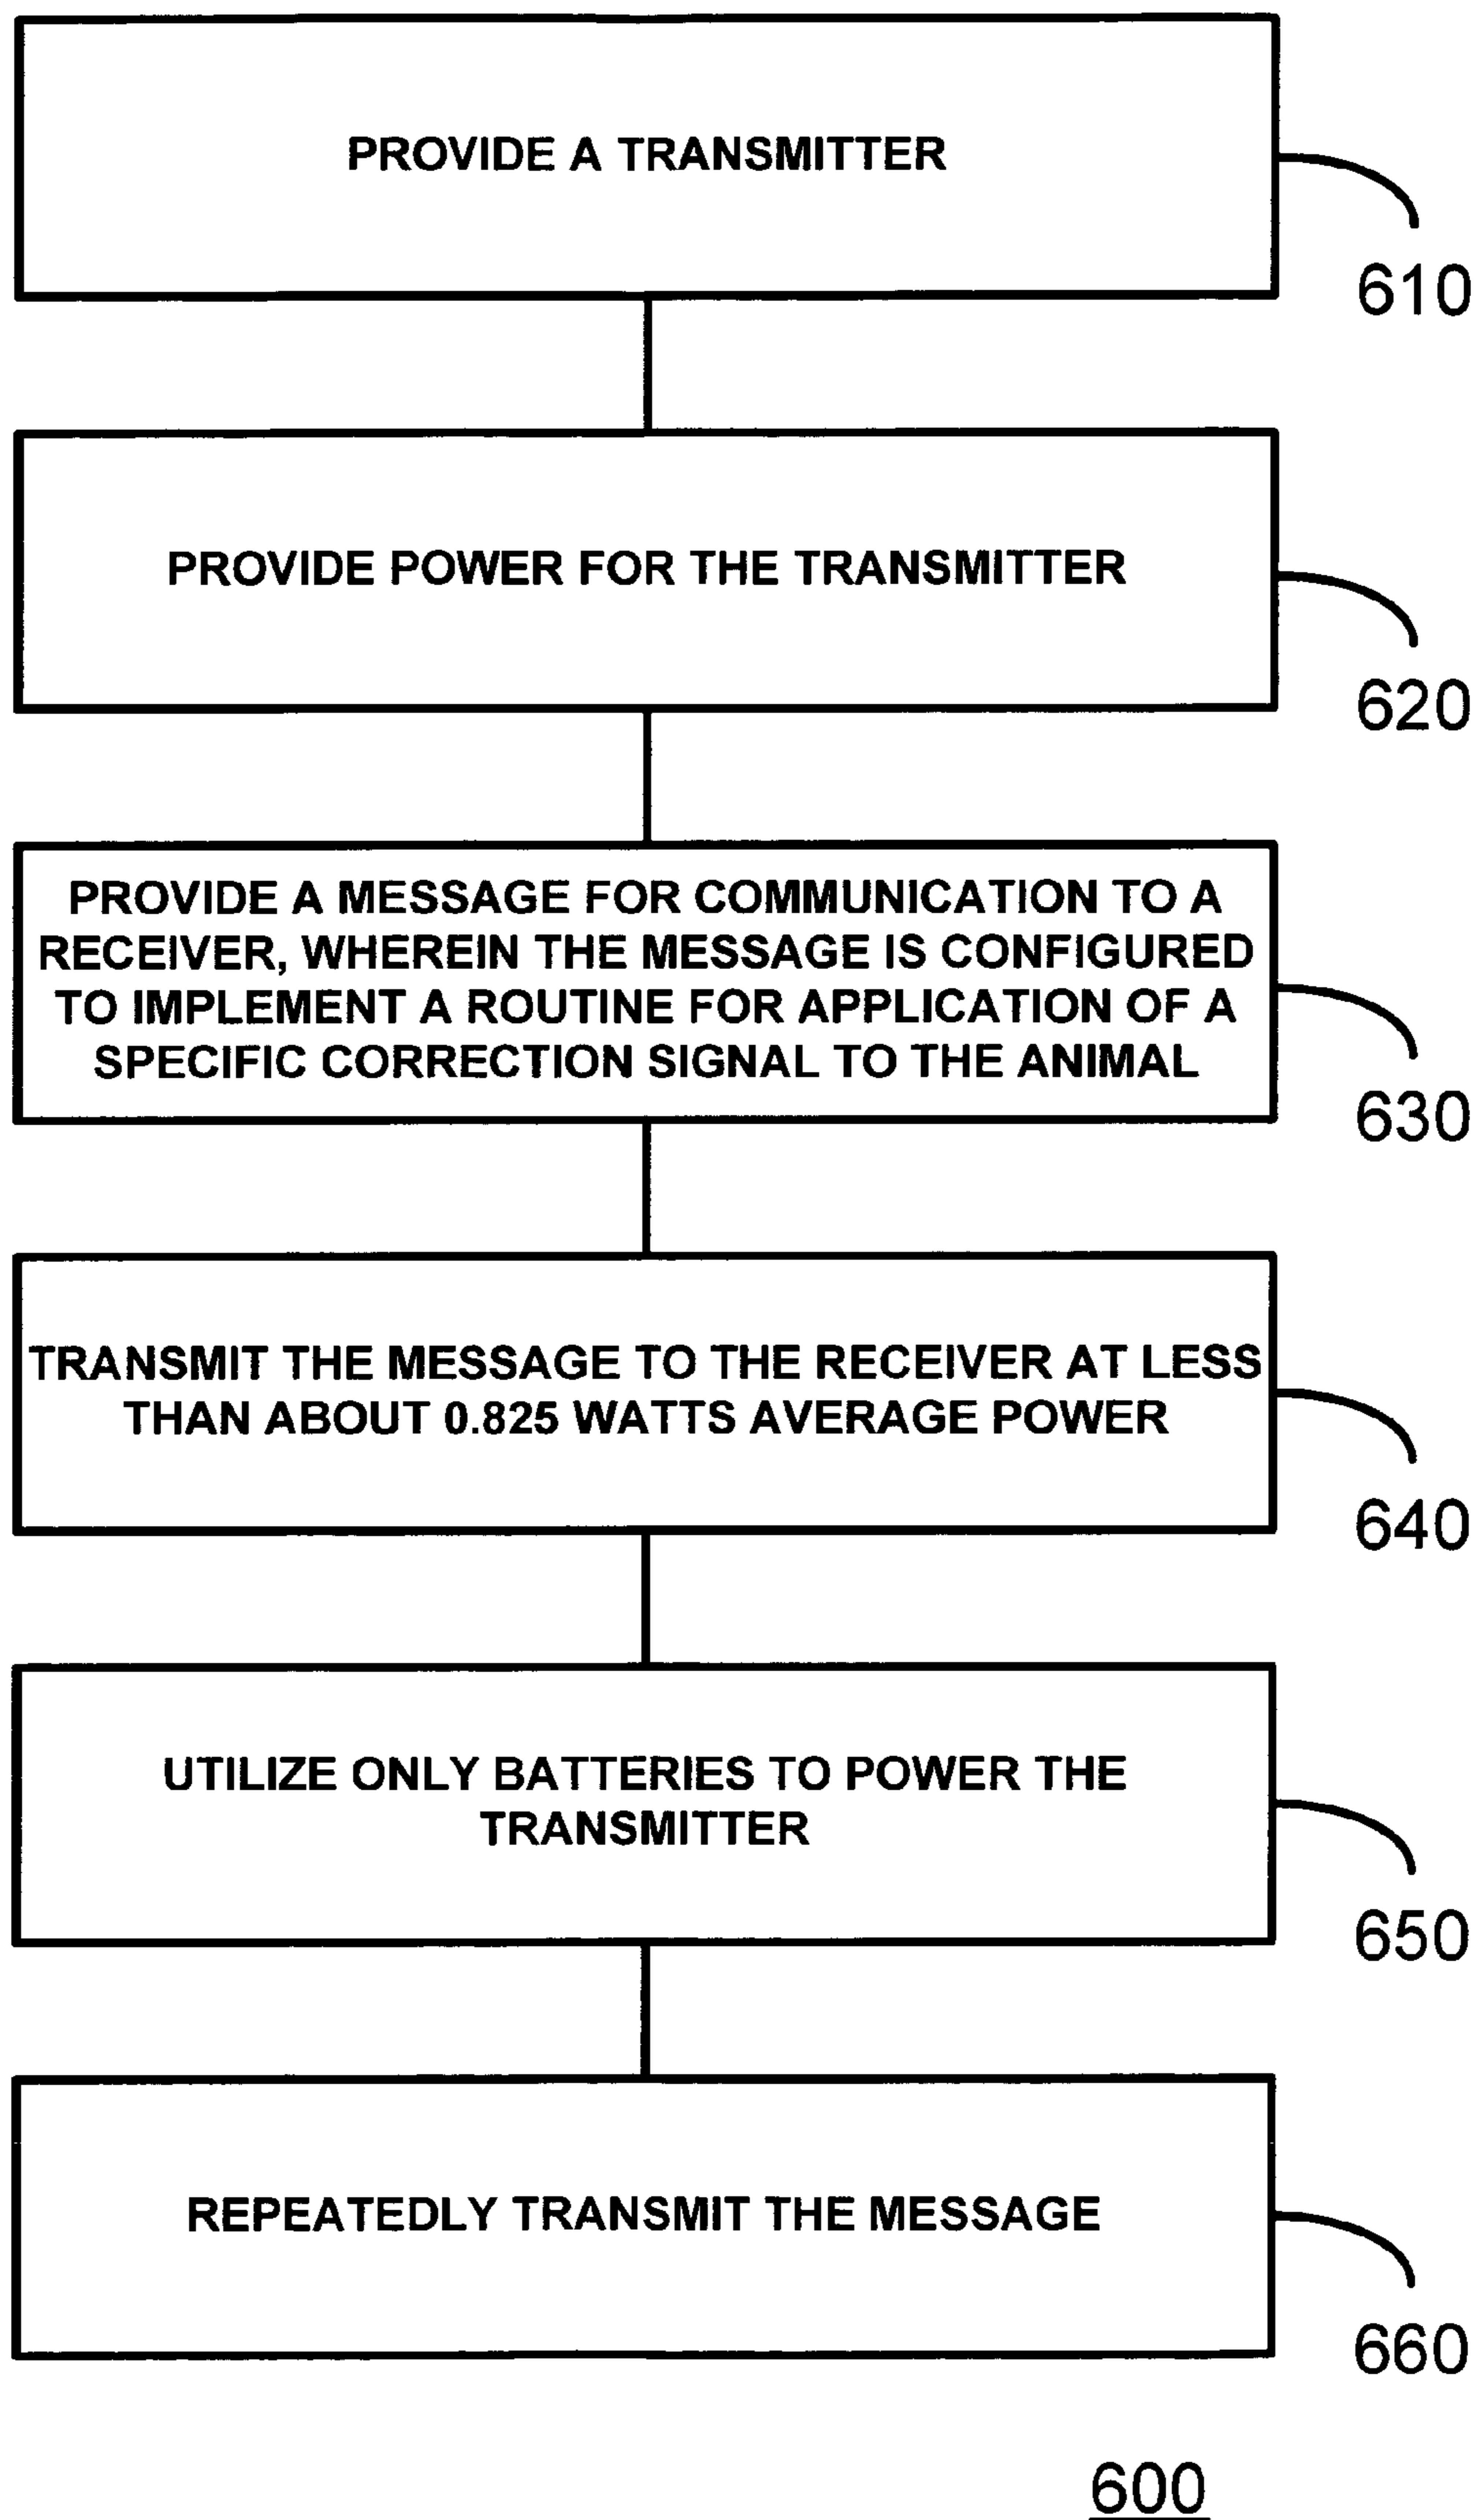 PROVIDE A TRANSMITTER
610
PROVIDE POWER FOR THE TRANSMITTER
620
PROVIDE A MESSAGE FOR COMMUNICATION TO A
RECEIVER, WHEREIN THE MESSAGE IS CONFIGURED
TO IMPLEMENT A ROUTINE FOR APPLICATION OF A
SPECIFIC CORRECTION SIGNAL TO THE ANIMAL
630
TRANSMIT THE MESSAGE TO THE RECEIVER AT LESS
THAN ABOUT 0.825 WATTS AVERAGE POWER
640
UTILIZE ONLY BATTERIES TO POWER THE
TRANSMITTER
650
REPEATEDLY TRANSMIT THE MESSAGE
660
600